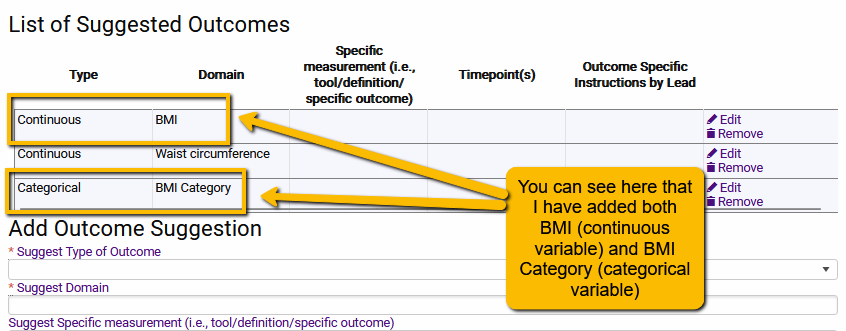 List of Suggested Outcomes
Type
Domain
Specific
measurement (i.e.,
tool/definition/
specific outcome)
Timepoint(s)
Outcome Specific
Instructions by Lead
Continuous BMI Edit
Remove
Continuous Waist circumference Edit
Remove
Categorical BMI Category Edit
Remove
You can see here that
I have added both
BMI (continuous
variable) and BMI
Category (categorical
variable)
Add Outcome Suggestion
* Suggest Type of Outcome
* Suggest Domain
Suggest Specific measurement (i.e., tool/definition/specific outcome)